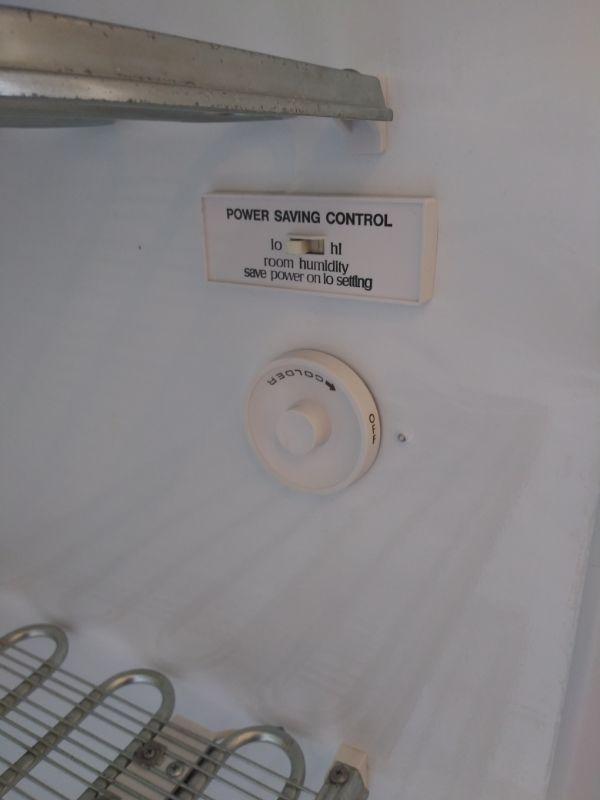 POWER SAVING CONTROL
lo hi
room humidity
save power on lo setting
COLDER
OFF